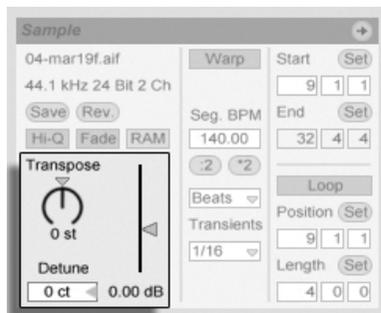 Sample
04-mar19f.aif
44.1 kHz 24 Bit 2 Ch
Save Rev.
Hi-Q Fade RAM
Transpose
0 st
Detune
0 ct 0.00 dB
Warp
Seg. BPM
140.00
:2 *2
Beats
Transients
1/16
Start Set
9 1 1
End Set
32 4 4
Loop
Position Set
9 1 1
Length Set
4 0 0